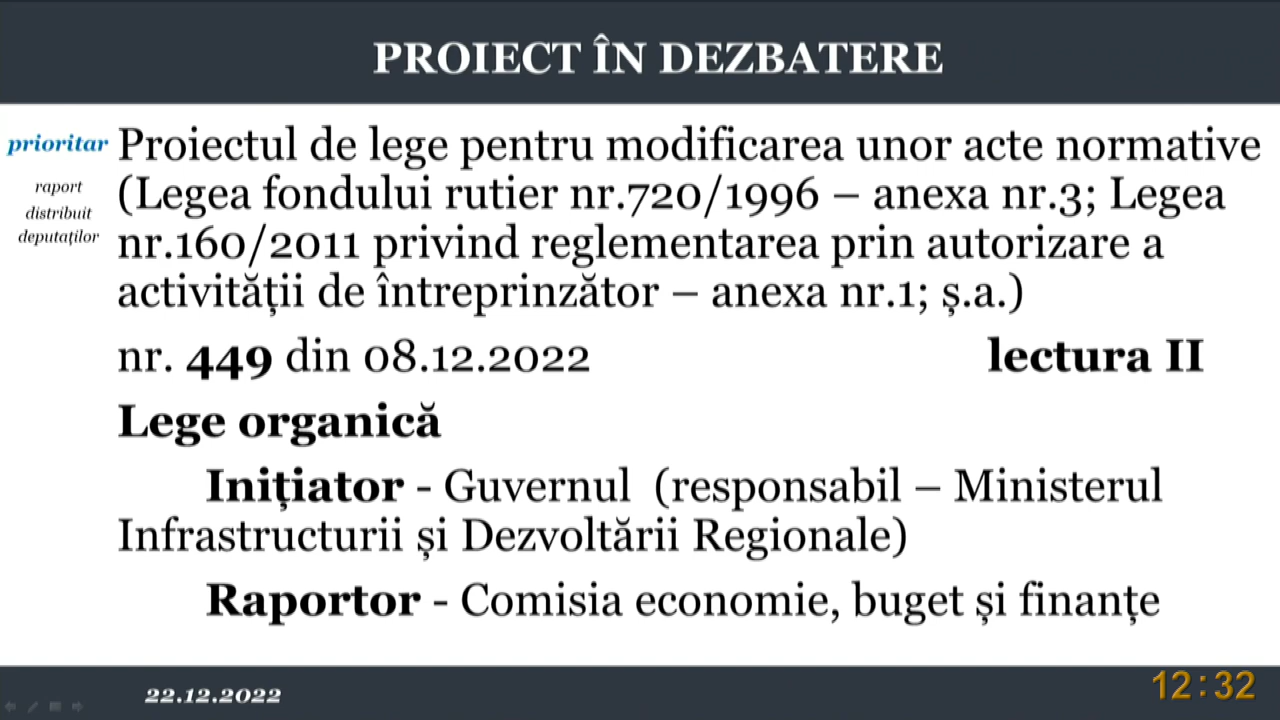 PROIECT ÎN DEZBATERE
prioritar
raport
distribuit
deputaților
Proiectul de lege pentru modificarea unor acte normative
(Legea fondului rutier nr.720/1996 – anexa nr.3; Legea
nr.160/2011 privind reglementarea prin autorizare a
activității de întreprinzător – anexa nr.1; ș.a.)
nr. 449 din 08.12.2022 lectura II
Lege organică
Inițiator - Guvernul (responsabil – Ministerul
Infrastructurii și Dezvoltării Regionale)
Raportor - Comisia economie, buget și finanțe
22.12.2022
12:32